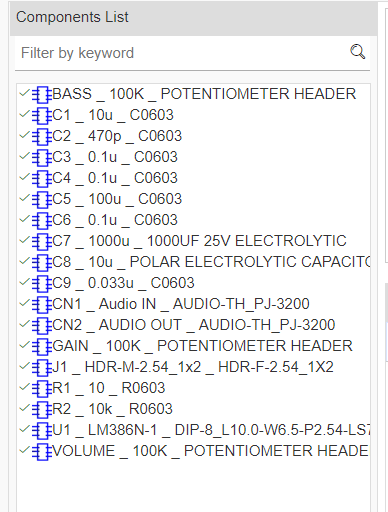 Components List
Filter by keyword
BASS _ 100K _ POTENTIOMETER HEADER
C1 _ 10u _ C0603
C2 _ 470p _ C0603
C3 _ 0.1u _ C0603
C4 _ 0.1u _ C0603
C5 _ 100u _ C0603
C6 _ 0.1u _ C0603
C7 _ 1000u _ 1000UF 25V ELECTROLYTIC
C8 _ 10u _ POLAR ELECTROLYTIC CAPACITO
C9 _ 0.033u _ C0603
CN1 _ Audio IN _ AUDIO-TH_PJ-3200
CN2 _ AUDIO OUT _ AUDIO-TH_PJ-3200
GAIN _ 100K _ POTENTIOMETER HEADER
J1 _ HDR-M-2.54_1x2 _ HDR-F-2.54_1X2
R1 _ 10 _ R0603
R2 _ 10k _ R0603
U1 _ LM386N-1 _ DIP-8_L10.0-W6.5-P2.54-LS7
VOLUME _ 100K _ POTENTIOMETER HEADE